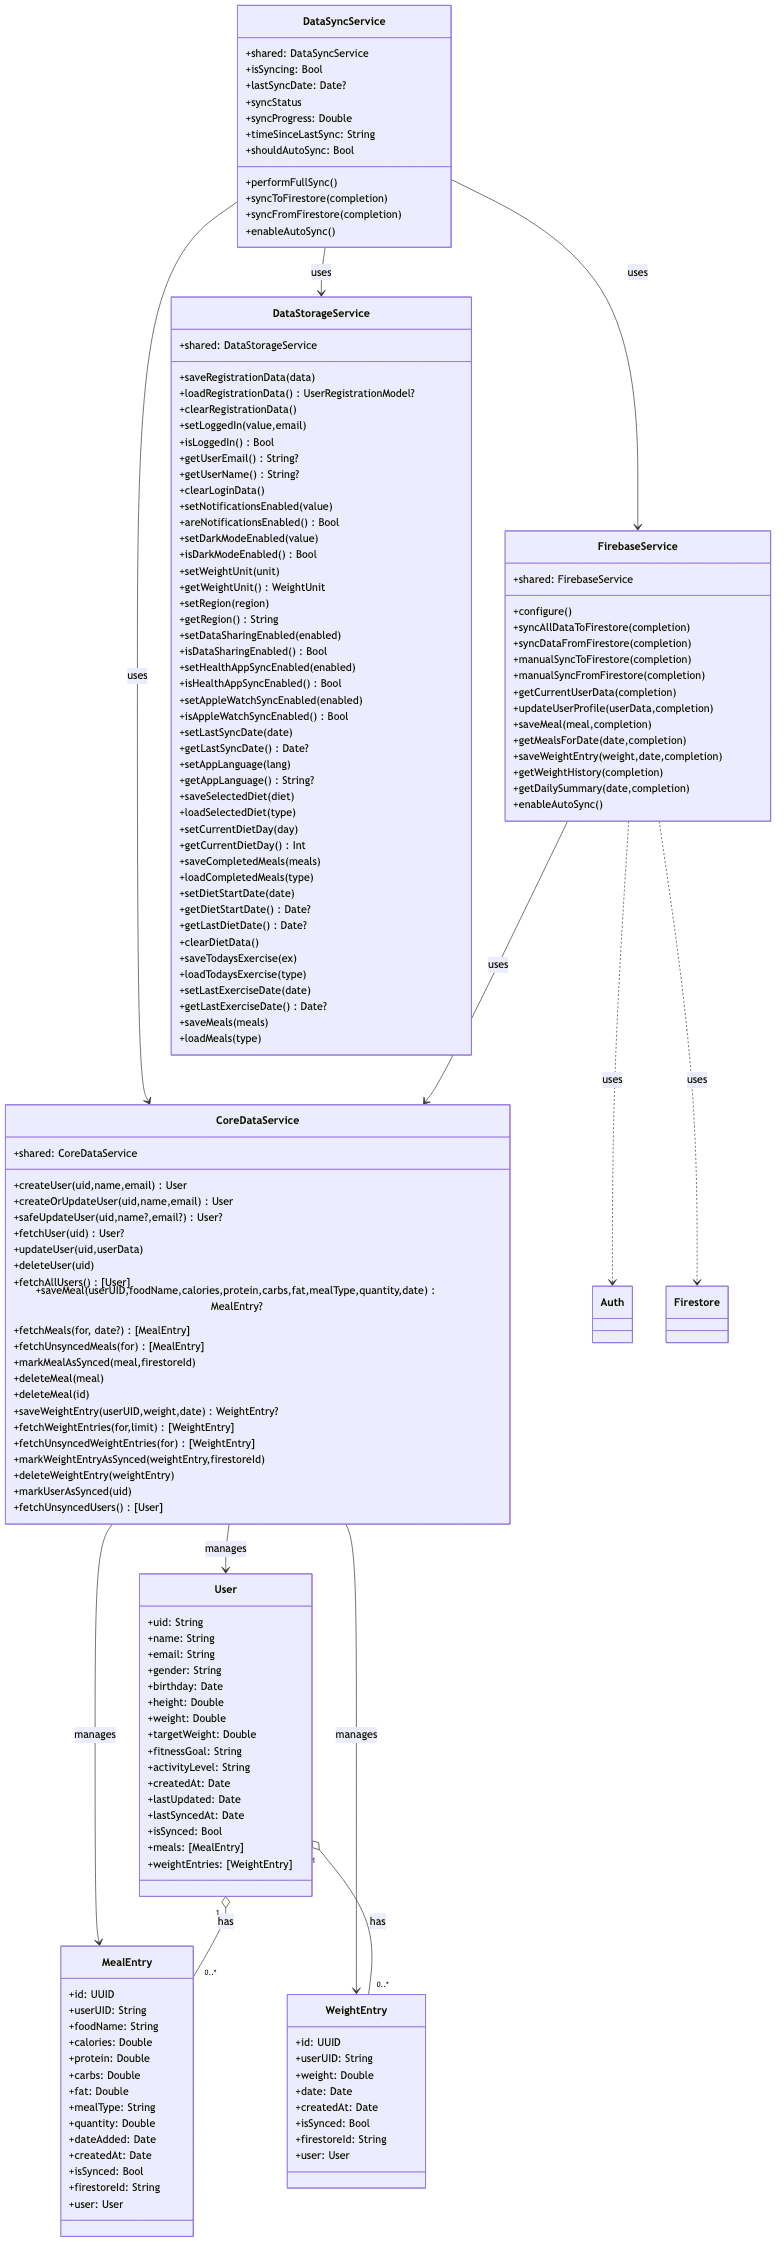 DataSyncService
+shared: DataSyncService
+isSyncing: Bool
+lastSyncDate: Date?
+syncStatus
+syncProgress: Double
+timeSinceLastSync: String
+shouldAutoSync: Bool
+performFullSync()
+syncToFirestore(completion)
+syncFromFirestore(completion)
+enableAutoSync()
uses
uses
DataStorageService
+shared: DataStorageService
+saveRegistrationData(data)
+loadRegistrationData() : UserRegistrationModel?
+clearRegistrationData()
+setLoggedIn(value,email)
+isLoggedIn() : Bool
+getUserEmail() : String?
+getUserName() : String?
+clearLoginData()
+setNotificationsEnabled(value)
+areNotificationsEnabled() : Bool
+setDarkModeEnabled(value)
+isDarkModeEnabled() : Bool
+setWeightUnit(unit)
+getWeightUnit() : WeightUnit
+setRegion(region)
+getRegion() : String
+setDataSharingEnabled(enabled)
+isDataSharingEnabled() : Bool
+setHealthAppSyncEnabled(enabled)
+isHealthAppSyncEnabled() : Bool
+setAppleWatchSyncEnabled(enabled)
+isAppleWatchSyncEnabled() : Bool
+setLastSyncDate(date)
+getLastSyncDate() : Date?
+setAppLanguage(lang)
+getAppLanguage() : String?
+saveSelectedDiet(diet)
+loadSelectedDiet(type)
+setCurrentDietDay(day)
+getCurrentDietDay() : Int
+saveCompletedMeals(meals)
+loadCompletedMeals(type)
+setDietStartDate(date)
+getDietStartDate() : Date?
+getLastDietDate() : Date?
+clearDietData()
+saveTodaysExercise(ex)
+loadTodaysExercise(type)
+setLastExerciseDate(date)
+getLastExerciseDate() : Date?
+saveMeals(meals)
+loadMeals(type)
FirebaseService
+shared: FirebaseService
+configure()
+syncAllDataToFirestore(completion)
+syncDataFromFirestore(completion)
+manualSyncToFirestore(completion)
+manualSyncFromFirestore(completion)
+getCurrentUserData(completion)
+updateUserProfile(userData,completion)
+saveMeal(meal,completion)
+getMealsForDate(date,completion)
+saveWeightEntry(weight,date,completion)
+getWeightHistory(completion)
+getDailySummary(date,completion)
+enableAutoSync()
uses
uses
uses
uses
CoreDataService
+shared: CoreDataService
+createUser(uid,name,email) : User
+createOrUpdateUser(uid,name,email) : User
+safeUpdateUser(uid,name?,email?) : User?
+fetchUser(uid) : User?
+updateUser(uid,userData)
+deleteUser(uid)
+fetchAllUsers() : [User]
+saveMeal(userUID,foodName,calories,protein,carbs,fat,mealType,quantity,date) :
MealEntry?
+fetchMeals(for, date?) : [MealEntry]
+fetchUnsyncedMeals(for) : [MealEntry]
+markMealAsSynced(meal,firestoreId)
+deleteMeal(meal)
+deleteMeal(id)
+saveWeightEntry(userUID,weight,date) : WeightEntry?
+fetchWeightEntries(for,limit) : [WeightEntry]
+fetchUnsyncedWeightEntries(for) : [WeightEntry]
+markWeightEntryAsSynced(weightEntry,firestoreId)
+deleteWeightEntry(weightEntry)
+markUserAsSynced(uid)
+fetchUnsyncedUsers() : [User]
Auth
Firestore
manages
User
+uid: String
+name: String
+email: String
+gender: String
+birthday: Date
+height: Double
+weight: Double
+targetWeight: Double
+fitnessGoal: String
+activityLevel: String
+createdAt: Date
+lastUpdated: Date
+lastSyncedAt: Date
+isSynced: Bool
+meals: [MealEntry]
+weightEntries: [WeightEntry]
manages
manages
1
1
has
has
0..*
0..*
MealEntry
+id: UUID
+userUID: String
+foodName: String
+calories: Double
+protein: Double
+carbs: Double
+fat: Double
+mealType: String
+quantity: Double
+dateAdded: Date
+createdAt: Date
+isSynced: Bool
+firestoreId: String
+user: User
WeightEntry
+id: UUID
+userUID: String
+weight: Double
+date: Date
+createdAt: Date
+isSynced: Bool
+firestoreId: String
+user: User